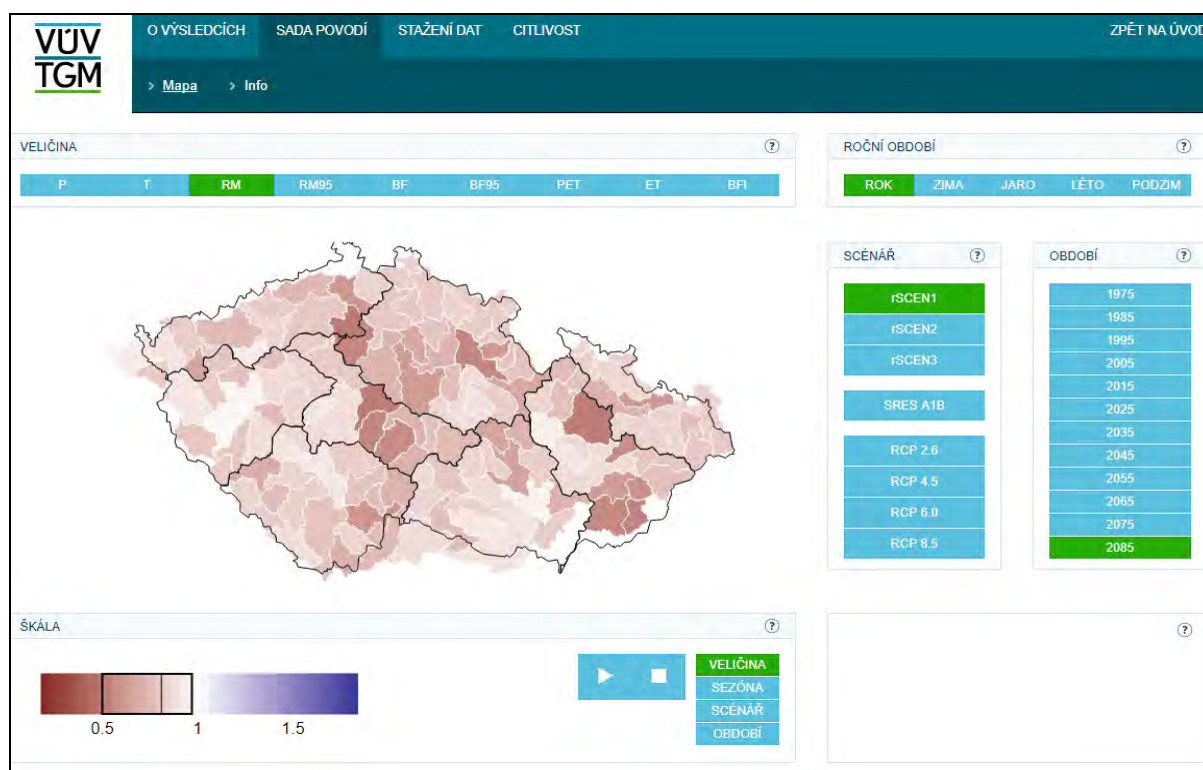 VÚV
TGM
O VÝSLEDCÍCH SADA POVODÍ STAŽENÍ DAT CITLIVOST ZPĚT NA ÚVOD
> Mapa > Info
VELIČINA ?
P T RM RM95 BF BF95 PET ET BFI
ROČNÍ OBDOBÍ ?
ROK ZIMA JARO LÉTO PODZIM
SCÉNÁŘ ?
rSCEN1
rSCEN2
rSCEN3
SRES A1B
RCP 2.6
RCP 4.5
RCP 6.0
RCP 8.5
OBDOBÍ ?
1975
1985
1995
2005
2015
2025
2035
2045
2055
2065
2075
2085
ŠKÁLA ?
0.5 1 1.5
VELIČINA
SEZÓNA
SCÉNÁŘ
OBDOBÍ
?